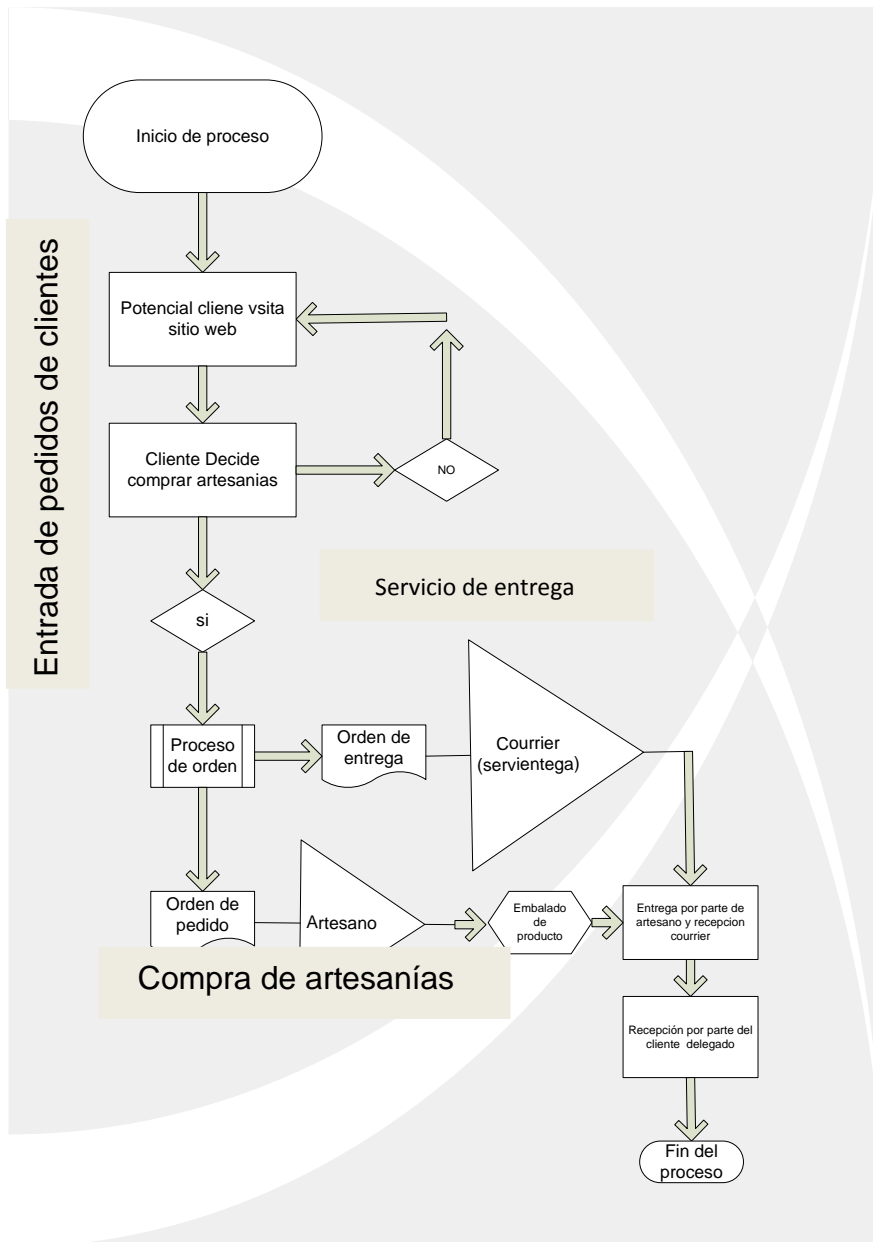 Inicio de proceso
Entrada de pedidos de clientes
Potencial cliene vsita
sitio web
Cliente Decide
comprar artesanias
NO
Servicio de entrega
si
Proceso
de orden
Orden de
entrega
Courrier
(servientega)
Orden de
pedido
Artesano
Embalado
de
producto
Entrega por parte de
artesano y recepcion
courrier
Compra de artesanías
Recepción por parte del
cliente delegado
Fin del
proceso